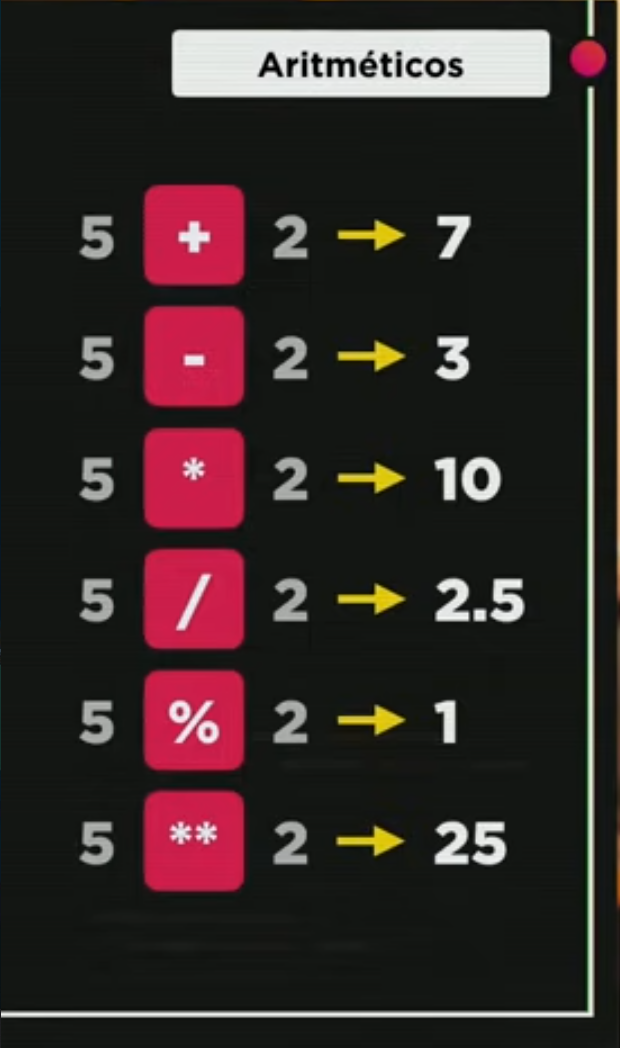 Aritméticos
5 + 2 → 7
5 - 2 → 3
5 * 2 → 10
5 / 2 → 2.5
5 % 2 → 1
5 ** 2 → 25